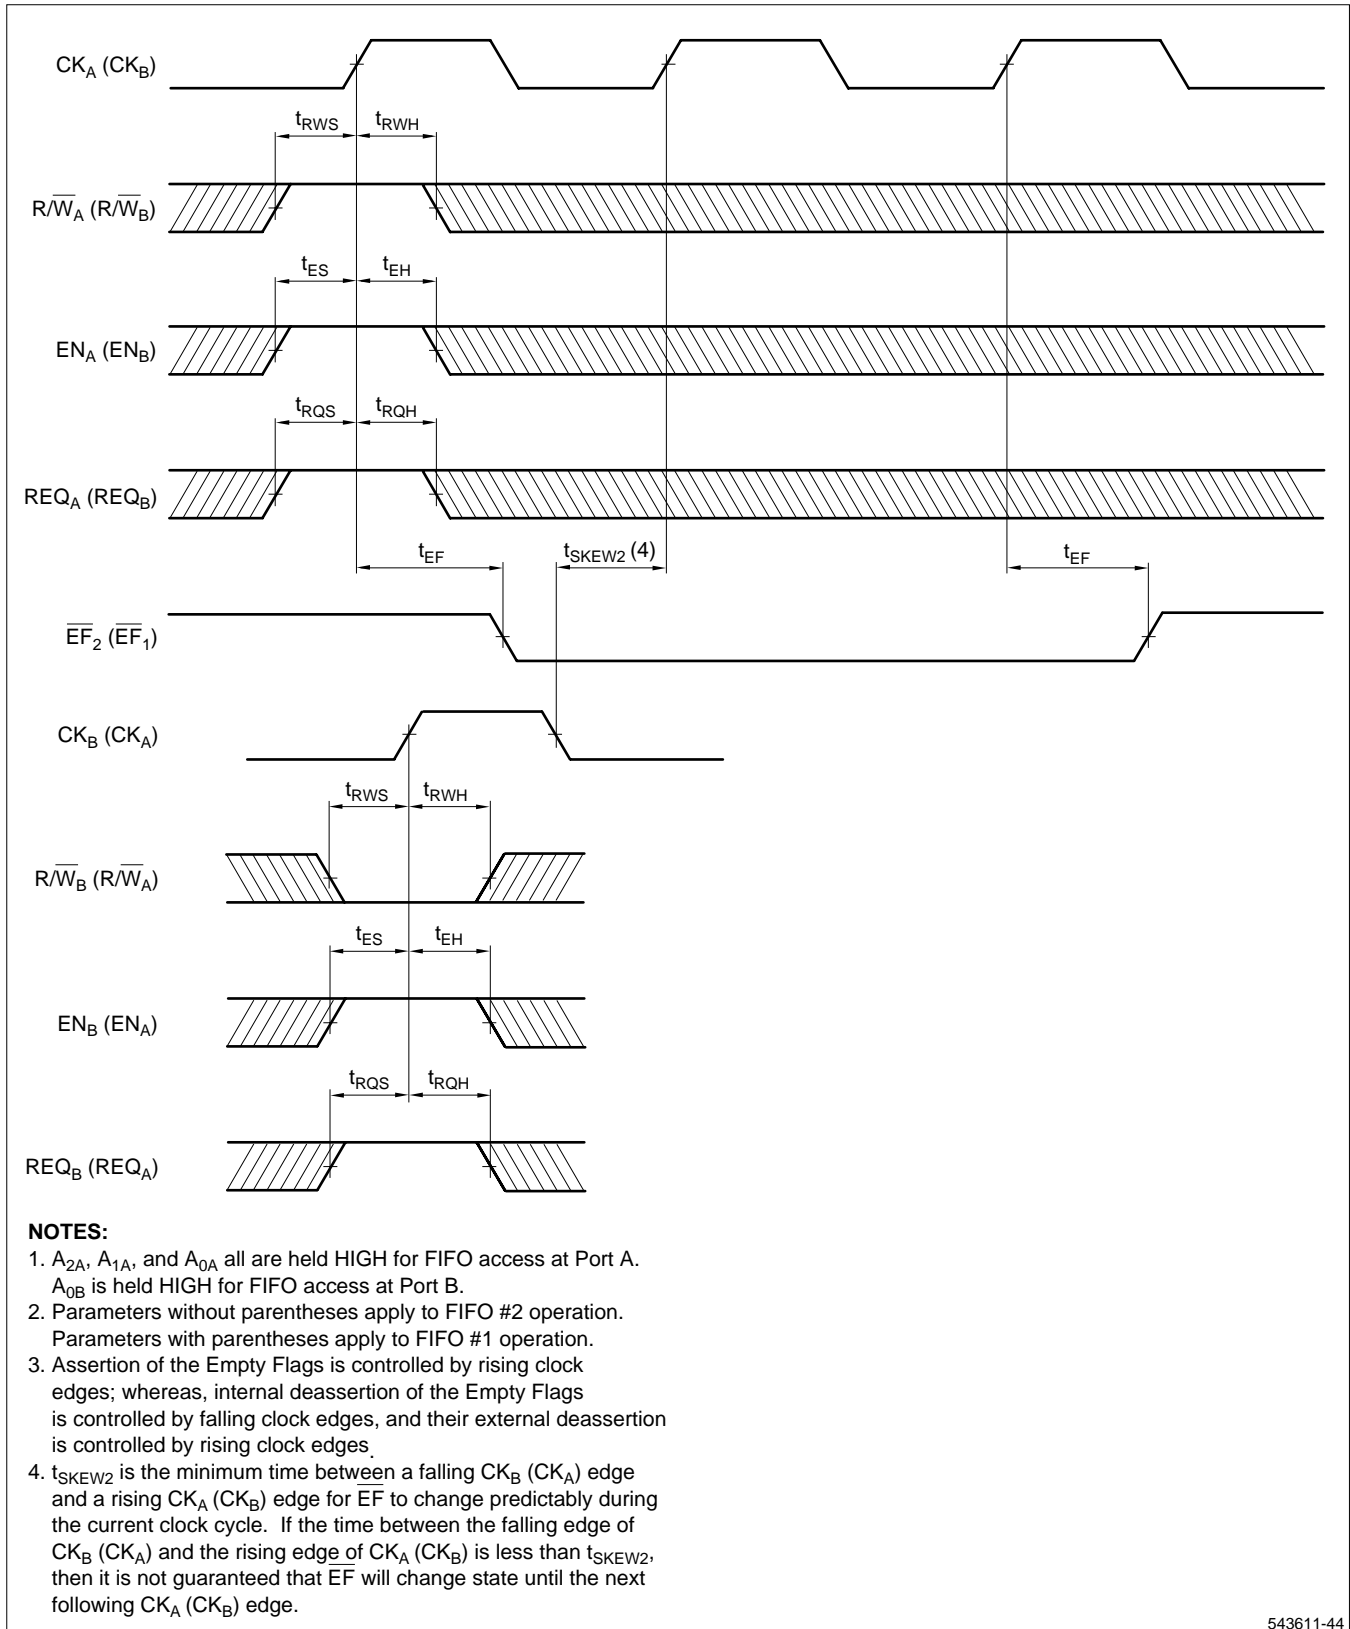 CKA (CKB)
tRWS tRWH
R/W̅A (R/W̅B)
tES tEH
ENA (ENB)
tRQS tRQH
REQA (REQB)
tEF tSKEW2 (4) tEF
E̅F̅2 (E̅F̅1)
CKB (CKA)
tRWS tRWH
R/W̅B (R/W̅A)
tES tEH
ENB (ENA)
tRQS tRQH
REQB (REQA)
NOTES:
1. A2A, A1A, and A0A all are held HIGH for FIFO access at Port A.
A0B is held HIGH for FIFO access at Port B.
2. Parameters without parentheses apply to FIFO #2 operation.
Parameters with parentheses apply to FIFO #1 operation.
3. Assertion of the Empty Flags is controlled by rising clock
edges; whereas, internal deassertion of the Empty Flags
is controlled by falling clock edges, and their external deassertion
is controlled by rising clock edges.
4. tSKEW2 is the minimum time between a falling CKB (CKA) edge
and a rising CKA (CKB) edge for E̅F̅ to change predictably during
the current clock cycle. If the time between the falling edge of
CKB (CKA) and the rising edge of CKA (CKB) is less than tSKEW2,
then it is not guaranteed that E̅F̅ will change state until the next
following CKA (CKB) edge.
543611-44